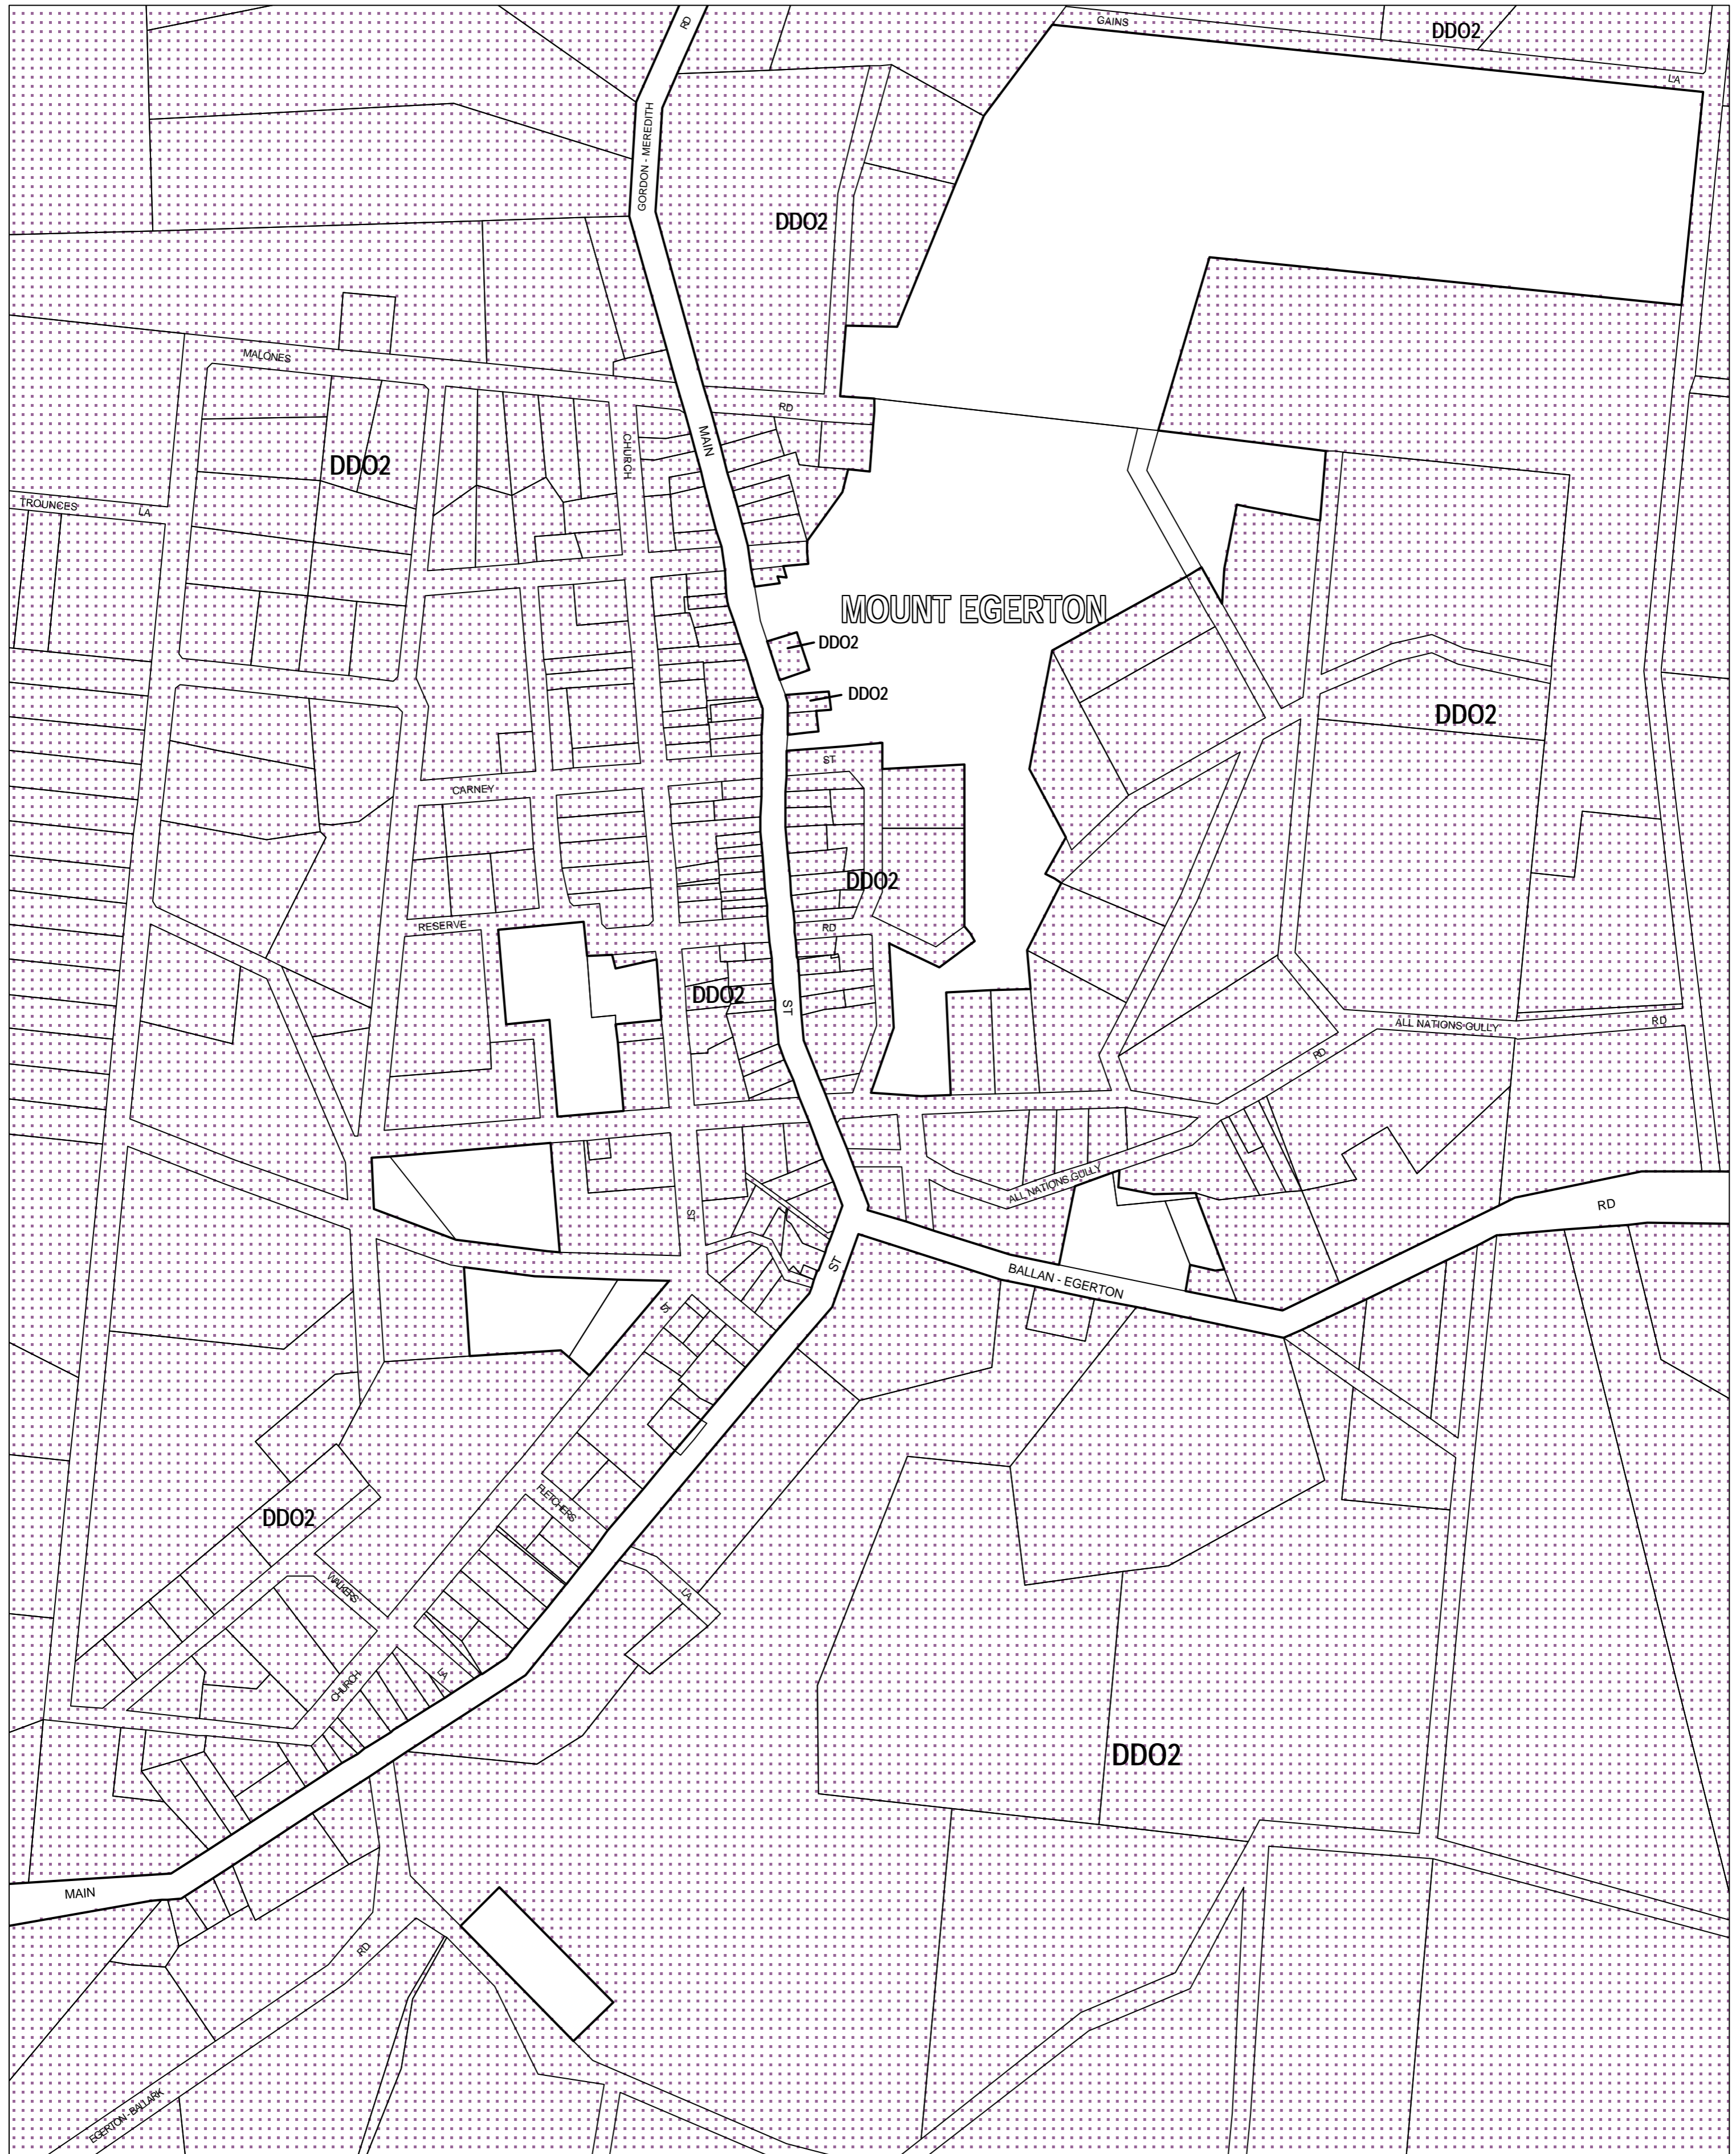 RD
GAINS
DDO2
LA
GORDON - MEREDITH
DDO2
MALONES
RD
MAIN
CHURCH
DDO2
TROUNCES
LA
MOUNT EGERTON
DDO2
DDO2
DDO2
ST
CARNEY
DDO2
RESERVE
RD
DDO2
ST
ALL NATIONS GULLY
RD
RD
ALL NATIONS GULLY
RD
ST
ST
BALLAN - EGERTON
ST
FLETCHERS
DDO2
WALKERS
LA
CHURCH
LA
DDO2
MAIN
RD
EGERTON - BALLARK